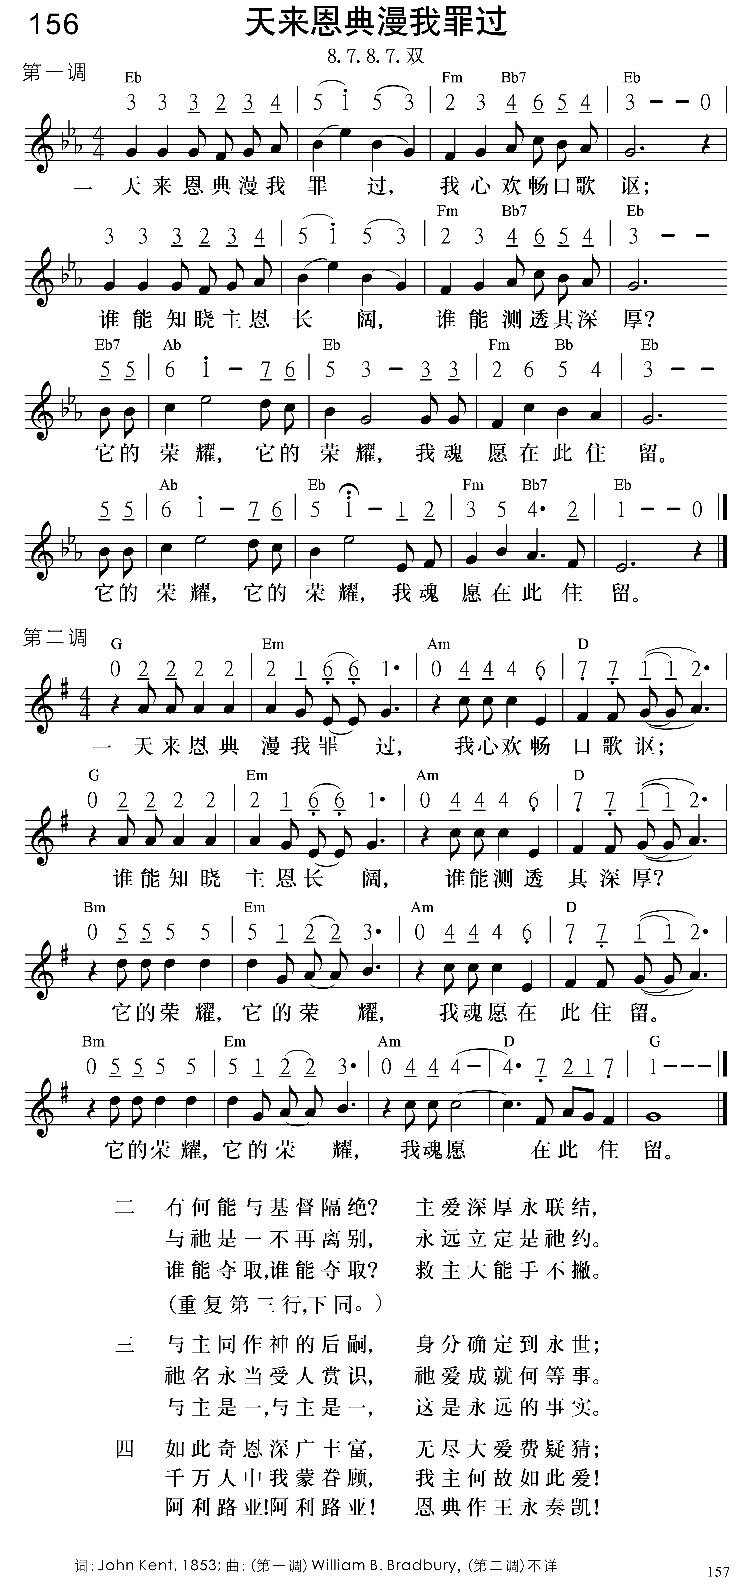 156
天来恩典漫我罪过
8.7.8.7.双
第一调
Eb Fm Bb7 Eb
3 3 3 2 3 4 | 5 i 5 3 | 2 3 4 6 5 4 | 3 - - 0
4/4
一 天来恩典漫我 罪 过, 我心欢畅口歌 讴;
Fm Bb7 Eb
3 3 3 2 3 4 | 5 i 5 3 | 2 3 4 6 5 4 | 3 - -
谁能知晓主恩 长 阔, 谁能测透其深 厚?
Eb7 Ab Eb Fm Bb Eb
5 5 | 6 i - 7 6 | 5 3 - 3 3 | 2 6 5 4 | 3 - -
它的 荣耀, 它的 荣耀, 我魂 愿在此住 留。
Ab Eb Fm Bb7 Eb
5 5 | 6 i - 7 6 | 5 i - 1 2 | 3 5 4• 2 | 1 - - 0
它的 荣耀, 它的 荣耀, 我魂 愿在此 住 留。
第二调
G Em Am D
0 2 2 2 2 | 2 1 6 6 1• | 0 4 4 4 6 | 7 7 1 1 2•
4/4
一 天来恩典 漫我罪 过, 我心欢畅 口歌讴;
G Em Am D
0 2 2 2 2 | 2 1 6 6 1• | 0 4 4 4 6 | 7 7 1 1 2•
谁能知晓 主恩长 阔, 谁能测透 其深厚?
Bm Em Am D
0 5 5 5 5 | 5 1 2 2 3• | 0 4 4 4 6 | 7 7 1 1 2•
它的荣耀, 它的荣 耀, 我魂愿在 此住留。
Bm Em Am D G
0 5 5 5 5 | 5 1 2 2 3• | 0 4 4 4- | 4• 7 2 1 7 | 1 - - -
它的荣耀, 它的荣 耀, 我魂愿 在此住 留。
二 有何能与基督隔绝? 主爱深厚永联结,
与祂是一不再离别, 永远立定是祂约。
谁能夺取,谁能夺取? 救主大能手不撇。
(重复第三行,下同。)
三 与主同作神的后嗣, 身分确定到永世;
祂名永当受人赏识, 祂爱成就何等事。
与主是一,与主是一, 这是永远的事实。
四 如此奇恩深广丰富, 无尽大爱费疑猜;
千万人中我蒙眷顾, 我主何故如此爱!
阿利路亚!阿利路亚! 恩典作王永奏凯!
词: John Kent, 1853; 曲: (第一调) William B. Bradbury, (第二调)不详
157